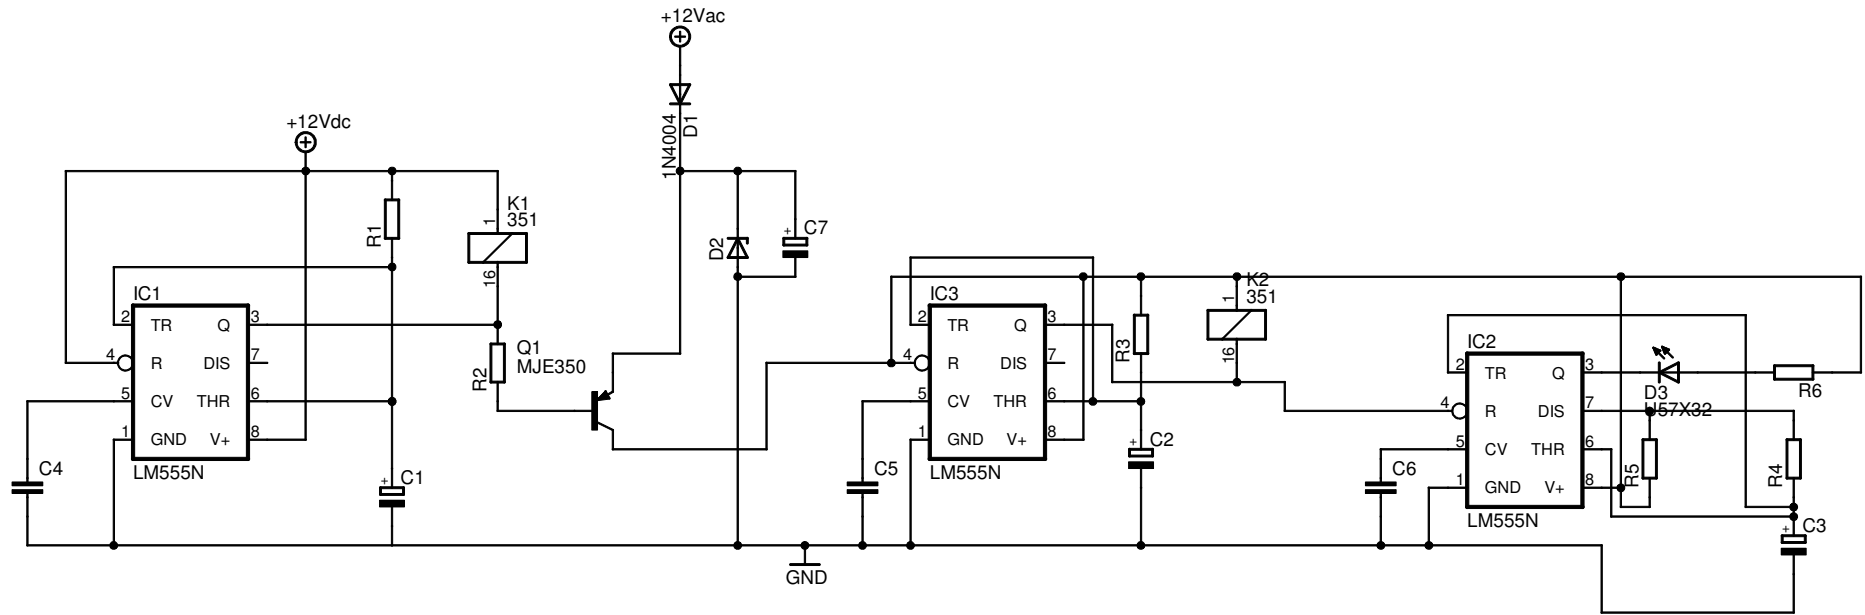 +12Vac
1N4004
D1
+12Vdc
R1
K1
351
1
16
D2
C7
+
IC1
2 TR Q 3
4 R DIS 7
5 CV THR 6
1 GND V+ 8
LM555N
C4
C1
+
R2
Q1
MJE350
IC3
2 TR Q 3
4 R DIS 7
5 CV THR 6
1 GND V+ 8
LM555N
C5
R3
C2
+
K2
351
1
16
GND
IC2
2 TR Q 3
4 R DIS 7
5 CV THR 6
1 GND V+ 8
LM555N
C6
D3
R6
R5
R4
C3
+